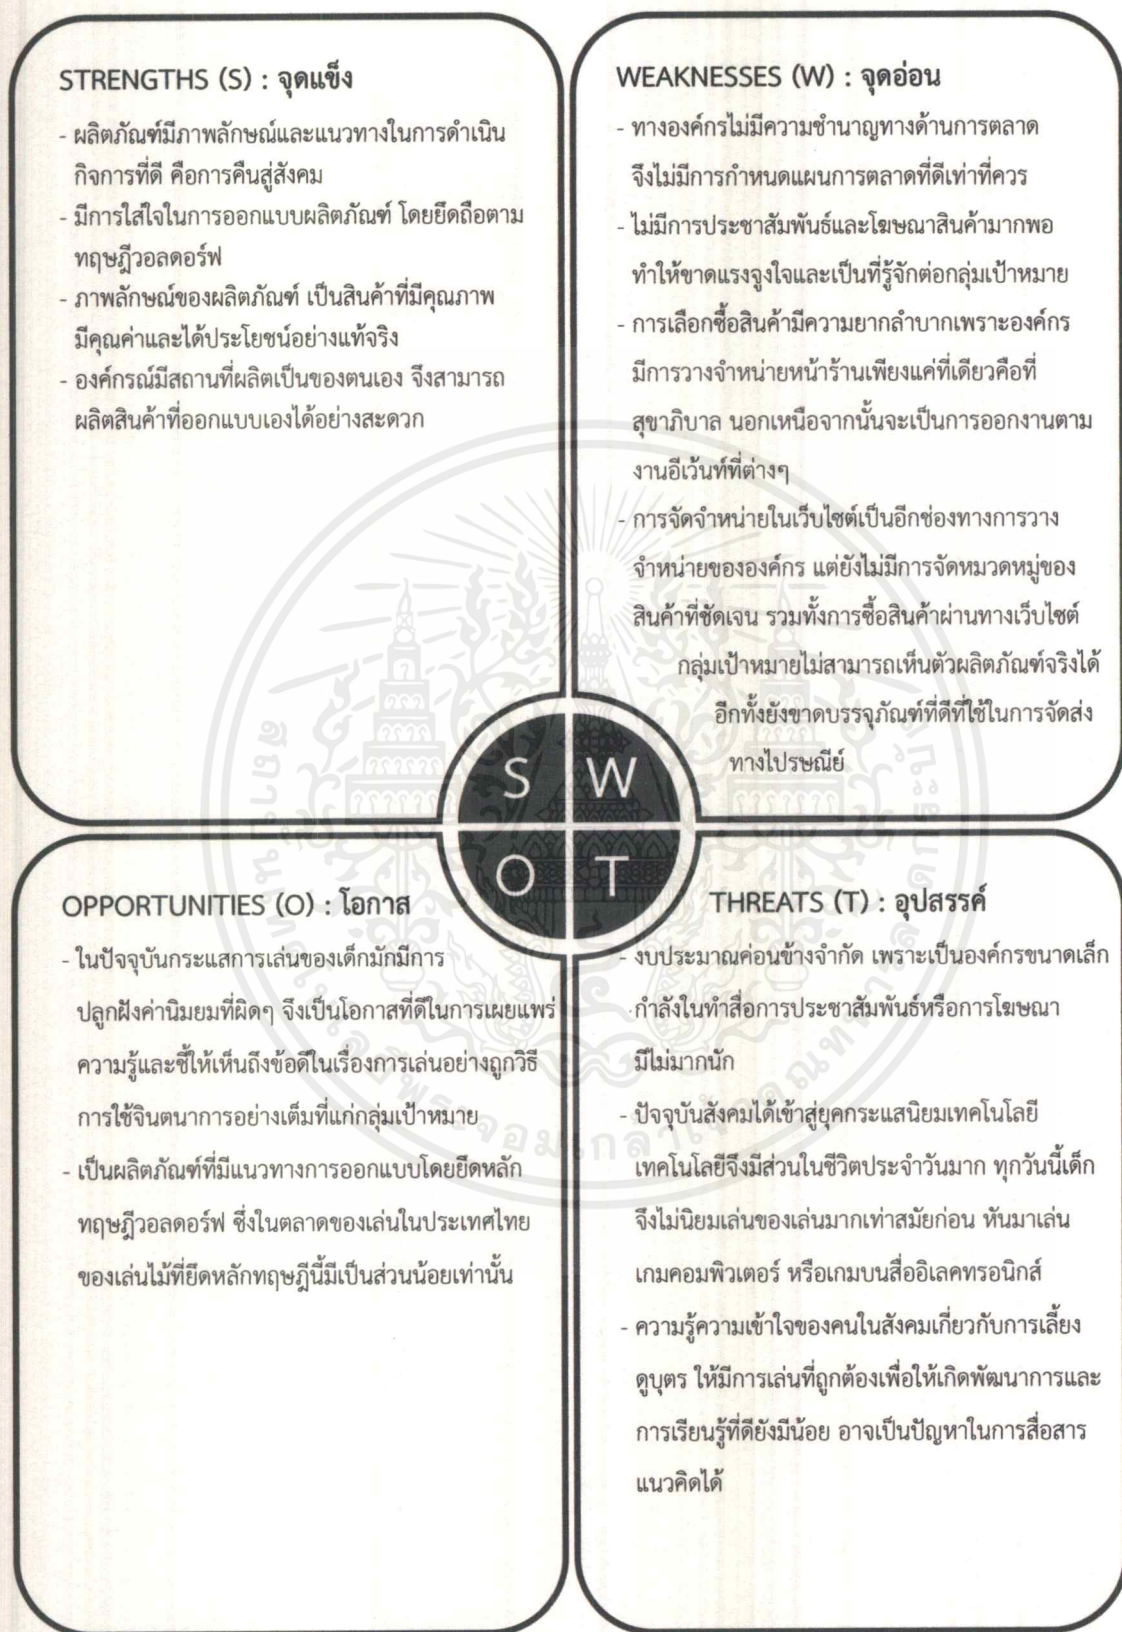 STRENGTHS (S) : จุดแข็ง
- ผลิตภัณฑ์มีภาพลักษณ์และแนวทางในการดำเนิน
กิจการที่ดี คือการคืนสู่สังคม
- มีการใส่ใจในการออกแบบผลิตภัณฑ์ โดยยึดถือตาม
ทฤษฎีวอลดอร์ฟ
- ภาพลักษณ์ของผลิตภัณฑ์ เป็นสินค้าที่มีคุณภาพ
มีคุณค่าและได้ประโยชน์อย่างแท้จริง
- องค์กรณ์มีสถานที่ผลิตเป็นของตนเอง จึงสามารถ
ผลิตสินค้าที่ออกแบบเองได้อย่างสะดวก
WEAKNESSES (W) : จุดอ่อน
- ทางองค์กรไม่มีความชำนาญทางด้านการตลาด
จึงไม่มีการกำหนดแผนการตลาดที่ดีเท่าที่ควร
- ไม่มีการประชาสัมพันธ์และโฆษณาสินค้ามากพอ
ทำให้ขาดแรงจูงใจและเป็นที่รู้จักต่อกลุ่มเป้าหมาย
- การเลือกซื้อสินค้ามีความยากลำบากเพราะองค์กร
มีการวางจำหน่ายหน้าร้านเพียงแค่ที่เดียวคือที่
สุขาภิบาล นอกเหนือจากนั้นจะเป็นการออกงานตาม
งานอีเว้นท์ที่ต่างๆ
- การจัดจำหน่ายในเว็บไซต์เป็นอีกช่องทางการวาง
จำหน่ายขององค์กร แต่ยังไม่มีการจัดหมวดหมู่ของ
สินค้าที่ชัดเจน รวมทั้งการซื้อสินค้าผ่านทางเว็บไซต์
กลุ่มเป้าหมายไม่สามารถเห็นตัวผลิตภัณฑ์จริงได้
อีกทั้งยังขาดบรรจุภัณฑ์ที่ดีที่ใช้ในการจัดส่ง
ทางไปรษณีย์
S W
O T
OPPORTUNITIES (O) : โอกาส
- ในปัจจุบันกระแสการเล่นของเด็กมักมีการ
ปลูกฝังค่านิมยมที่ผิดๆ จึงเป็นโอกาสที่ดีในการเผยแพร่
ความรู้และชี้ให้เห็นถึงข้อดีในเรื่องการเล่นอย่างถูกวิธี
การใช้จินตนาการอย่างเต็มที่แก่กลุ่มเป้าหมาย
- เป็นผลิตภัณฑ์ที่มีแนวทางการออกแบบโดยยึดหลัก
ทฤษฎีวอลดอร์ฟ ซึ่งในตลาดของเล่นในประเทศไทย
ของเล่นไม้ที่ยึดหลักทฤษฎีนี้มีเป็นส่วนน้อยเท่านั้น
THREATS (T) : อุปสรรค์
- งบประมาณค่อนข้างจำกัด เพราะเป็นองค์กรขนาดเล็ก
กำลังในทำสื่อการประชาสัมพันธ์หรือการโฆษณา
มีไม่มากนัก
- ปัจจุบันสังคมได้เข้าสู่ยุคกระแสนิยมเทคโนโลยี
เทคโนโลยีจึงมีส่วนในชีวิตประจำวันมาก ทุกวันนี้เด็ก
จึงไม่นิยมเล่นของเล่นมากเท่าสมัยก่อน หันมาเล่น
เกมคอมพิวเตอร์ หรือเกมบนสื่ออิเลคทรอนิกส์
- ความรู้ความเข้าใจของคนในสังคมเกี่ยวกับการเลี้ยง
ดูบุตร ให้มีการเล่นที่ถูกต้องเพื่อให้เกิดพัฒนาการและ
การเรียนรู้ที่ดียังมีน้อย อาจเป็นปัญหาในการสื่อสาร
แนวคิดได้